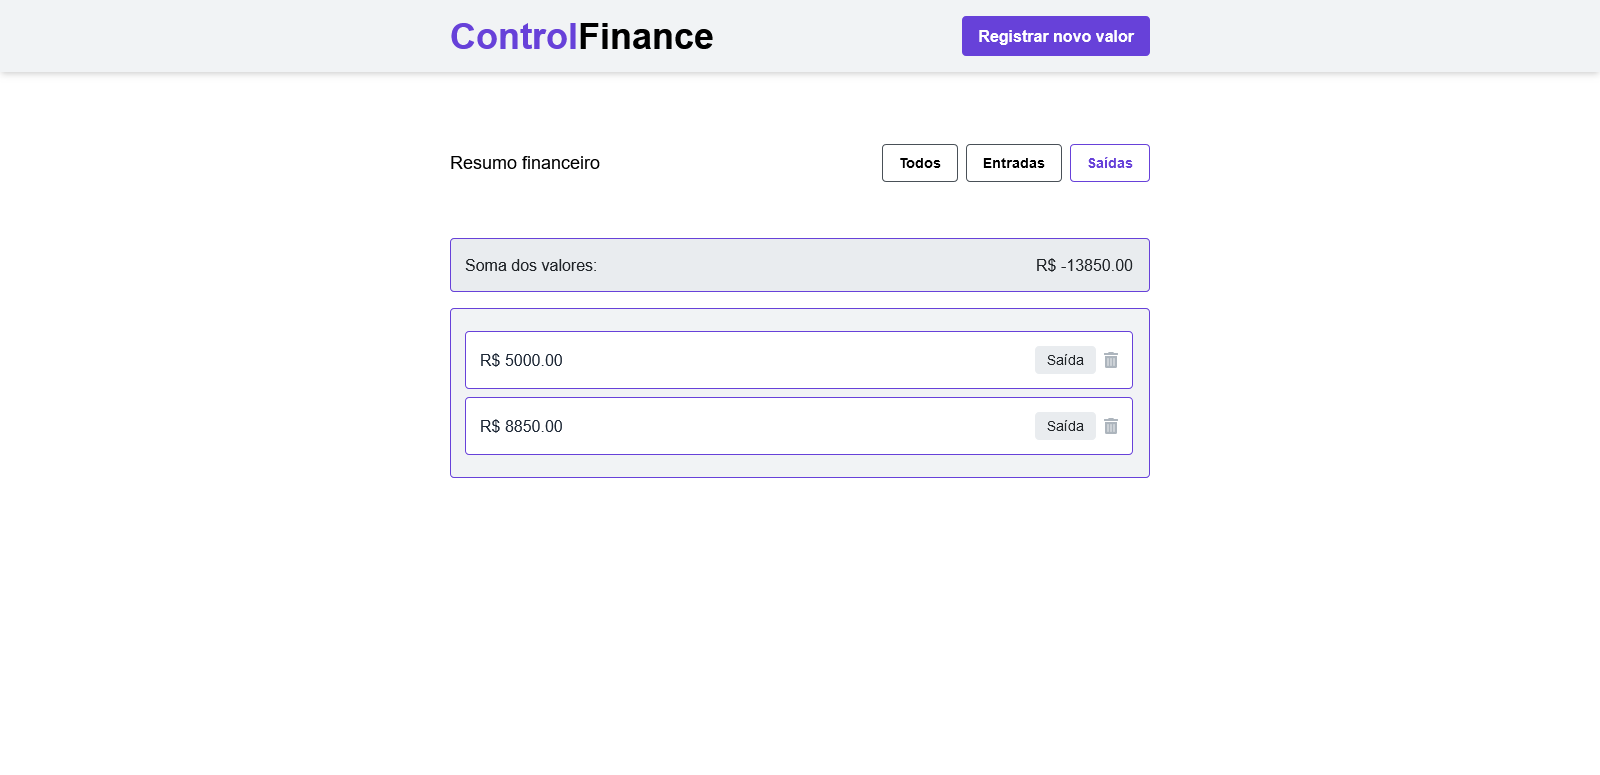 ControlFinance
Registrar novo valor
Resumo financeiro
Todos
Entradas
Saídas
Soma dos valores:
R$ -13850.00
R$ 5000.00
Saída
R$ 8850.00
Saída